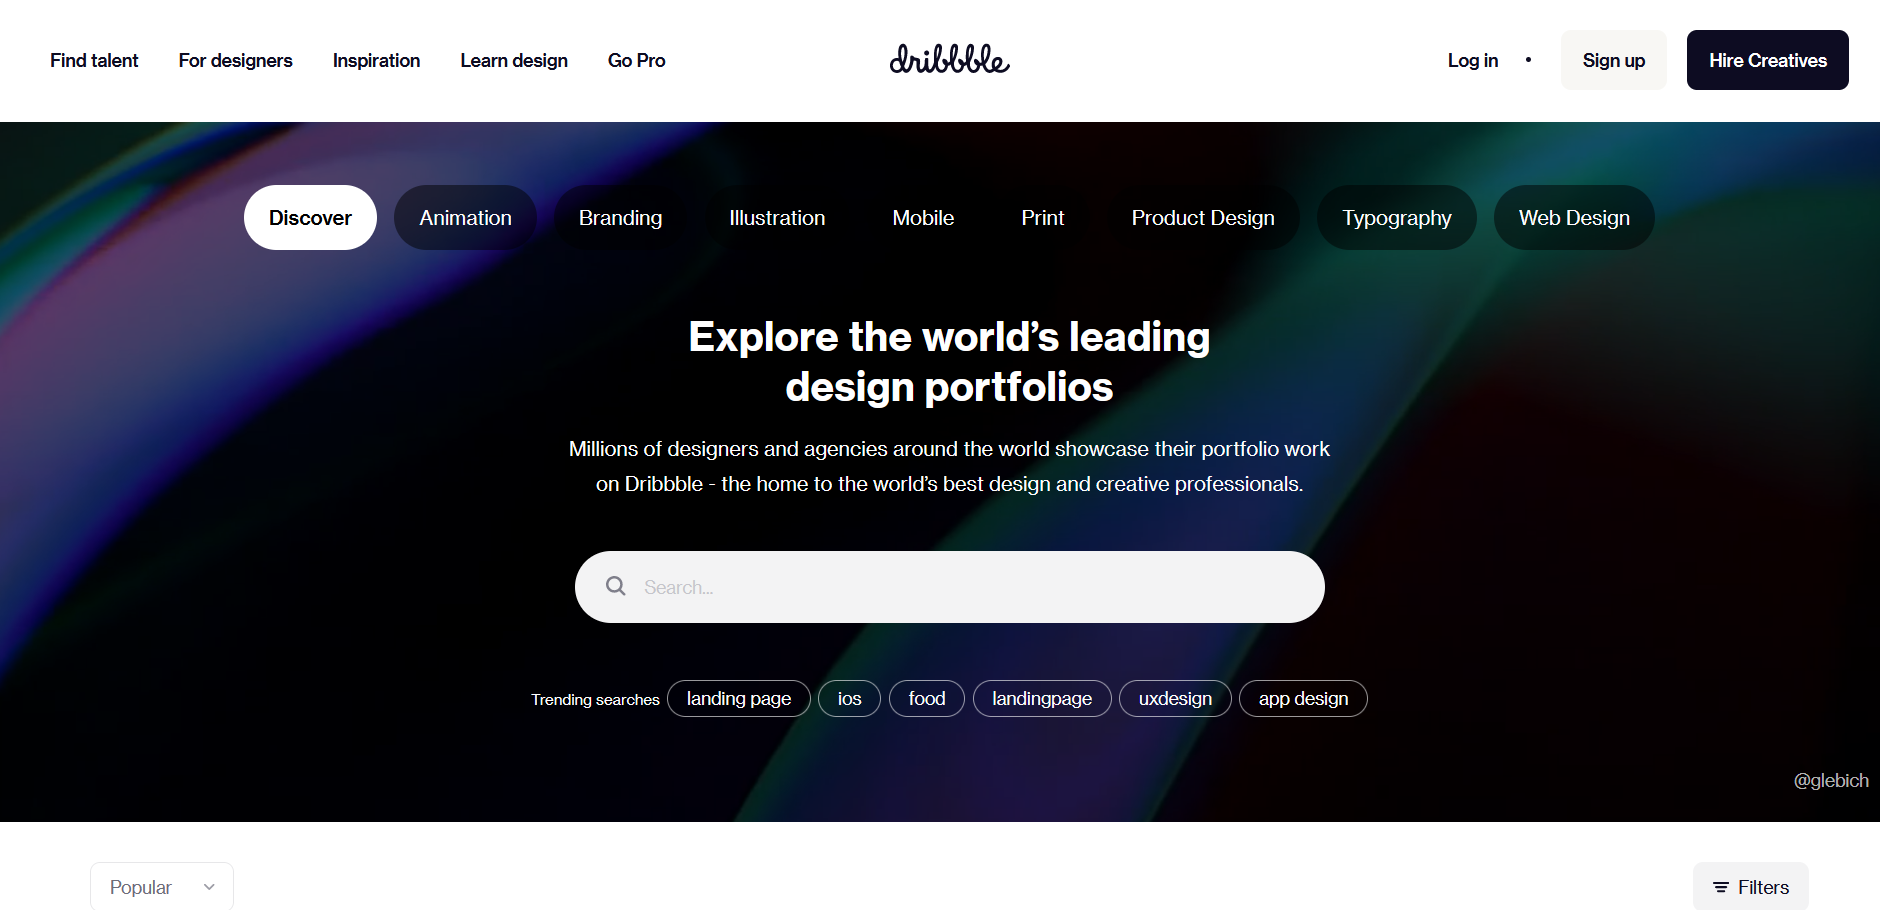 Find talent For designers Inspiration Learn design Go Pro dribbble Log in • Sign up Hire Creatives
Discover Animation Branding Illustration Mobile Print Product Design Typography Web Design
Explore the world’s leading
design portfolios
Millions of designers and agencies around the world showcase their portfolio work
on Dribbble - the home to the world’s best design and creative professionals.
Search...
Trending searches landing page ios food landingpage uxdesign app design
@glebich
Popular Filters